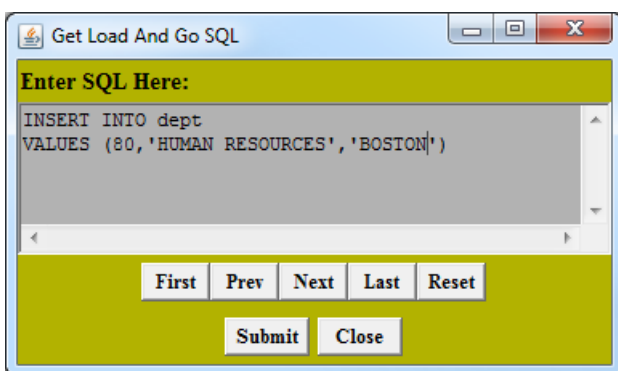 Get Load And Go SQL
Enter SQL Here:
INSERT INTO dept
VALUES (80,'HUMAN RESOURCES','BOSTON')
First Prev Next Last Reset
Submit Close